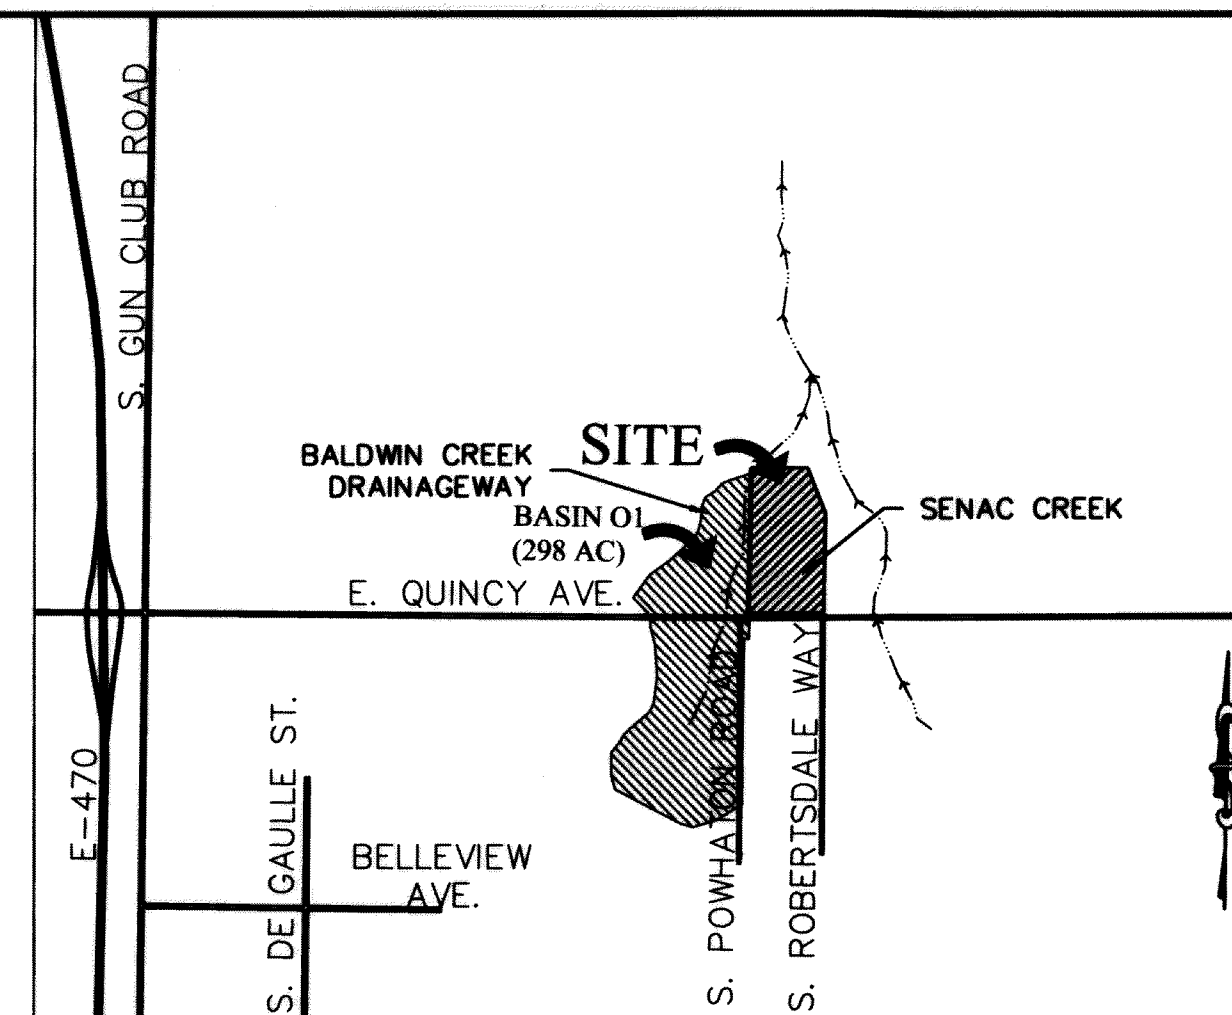 S. GUN CLUB ROAD
BALDWIN CREEK
DRAINAGEWAY
SITE
BASIN O1
(298 AC)
SENAC CREEK
E. QUINCY AVE.
E-470
S. DE GAULLE ST.
BELLEVIEW
AVE.
S. POWHATON ROAD
S. ROBERTSDALE WAY